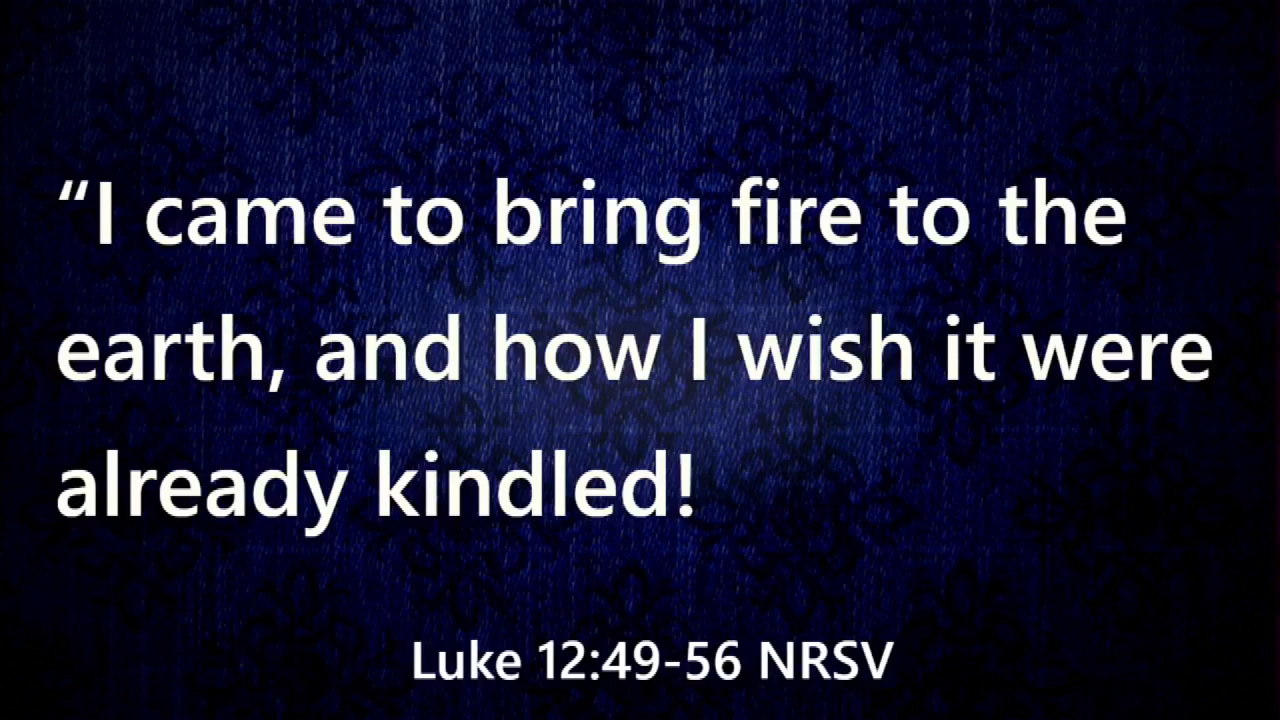 “I came to bring fire to the
earth, and how I wish it were
already kindled!
Luke 12:49-56 NRSV